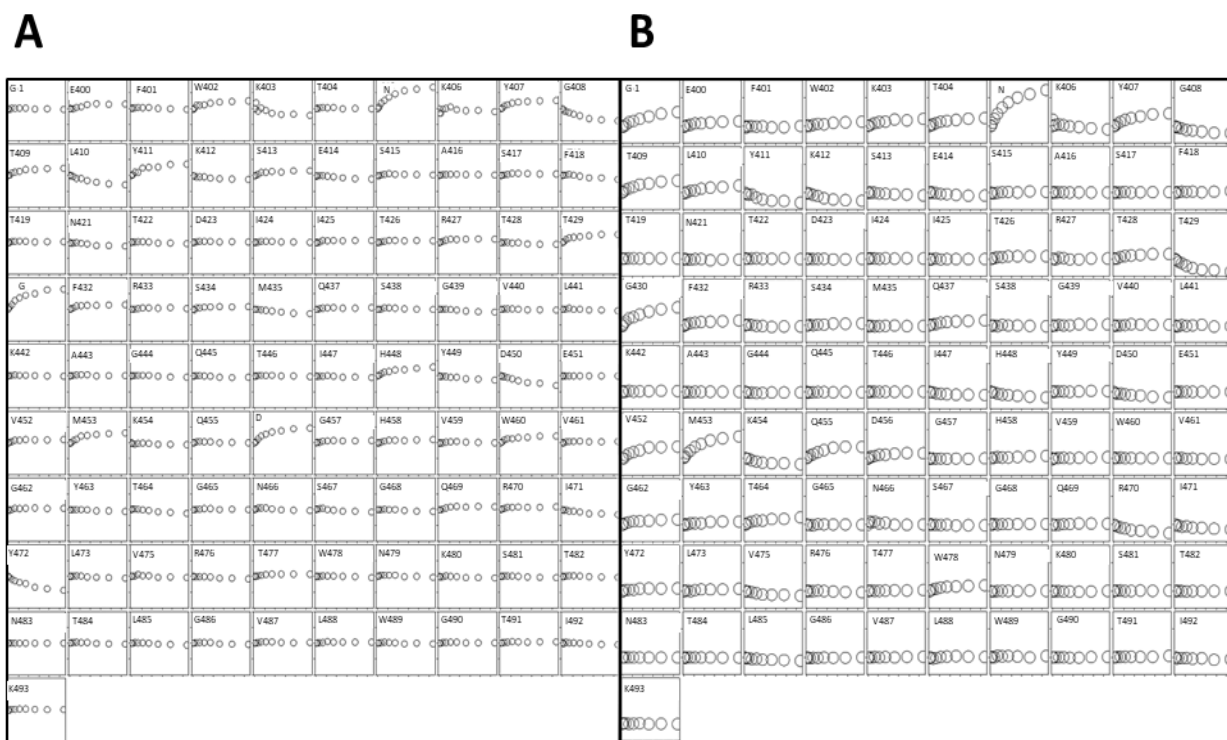 A
G 1 E400 F401 W402 K403 T404 N K406 Y407 G408
T409 L410 Y411 K412 S413 E414 S415 A416 S417 F418
T419 N421 T422 D423 I424 I425 T426 R427 T428 T429
G F432 R433 S434 M435 Q437 S438 G439 V440 L441
K442 A443 G444 Q445 T446 I447 H448 Y449 D450 E451
V452 M453 K454 Q455 D G457 H458 V459 W460 V461
G462 Y463 T464 G465 N466 S467 G468 Q469 R470 I471
Y472 L473 V475 R476 T477 W478 N479 K480 S481 T482
N483 T484 L485 G486 V487 L488 W489 G490 T491 I492
K493
B
G 1 E400 F401 W402 K403 T404 N K406 Y407 G408
T409 L410 Y411 K412 S413 E414 S415 A416 S417 F418
T419 N421 T422 D423 I424 I425 T426 R427 T428 T429
G430 F432 R433 S434 M435 Q437 S438 G439 V440 L441
K442 A443 G444 Q445 T446 I447 H448 Y449 D450 E451
V452 M453 K454 Q455 D456 G457 H458 V459 W460 V461
G462 Y463 T464 G465 N466 S467 G468 Q469 R470 I471
Y472 L473 V475 R476 T477 W478 N479 K480 S481 T482
N483 T484 L485 G486 V487 L488 W489 G490 T491 I492
K493